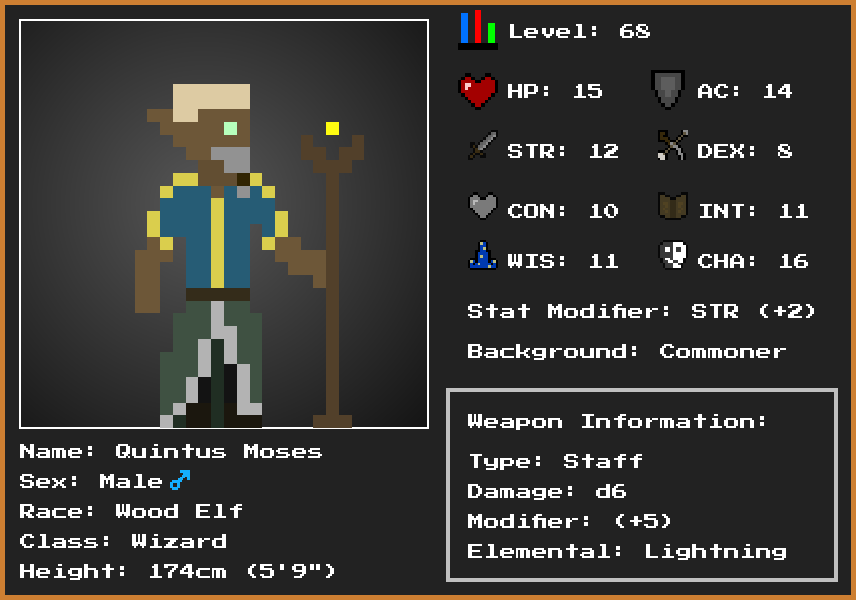 Level: 68
HP: 15 AC: 14
STR: 12 DEX: 8
CON: 10 INT: 11
WIS: 11 CHA: 16
Stat Modifier: STR (+2)
Background: Commoner
Weapon Information:
Type: Staff
Damage: d6
Modifier: (+5)
Elemental: Lightning
Name: Quintus Moses
Sex: Male♂
Race: Wood Elf
Class: Wizard
Height: 174cm (5'9")